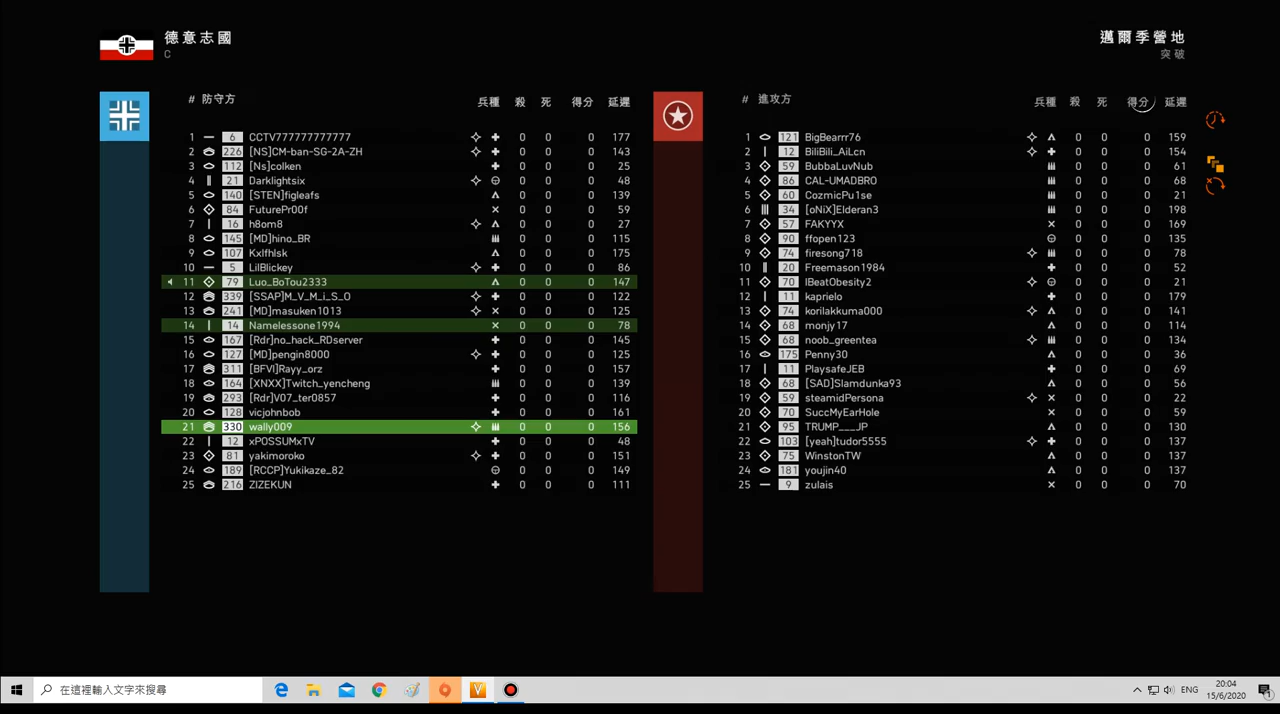 德意志國
C
邁爾季營地
突破
# 防守方 兵種 殺 死 得分 延遲
1 6 CCTV777777777777 0 0 0 177
2 226 [NS]CM-ban-SG-2A-ZH 0 0 0 143
3 112 [Ns]colken 0 0 0 25
4 21 Darklightsix 0 0 0 48
5 140 [STEN]figleafs 0 0 0 139
6 84 FuturePr00f 0 0 0 59
7 16 h8om8 0 0 0 27
8 145 [MD]hino_BR 0 0 0 115
9 107 Kxlfhlsk 0 0 0 175
10 5 LilBlickey 0 0 0 86
11 79 Luo_BoTou2333 0 0 0 147
12 339 [SSAP]M_V_M_i_S_O 0 0 0 122
13 241 [MD]masuken1013 0 0 0 125
14 14 Namelessone1994 0 0 0 78
15 167 [Rdr]no_hack_RDserver 0 0 0 145
16 127 [MD]pengin8000 0 0 0 125
17 311 [BFVI]Rayy_orz 0 0 0 157
18 164 [XNXX]Twitch_yencheng 0 0 0 139
19 293 [Rdr]V07_ter0857 0 0 0 116
20 128 vicjohnbob 0 0 0 161
21 330 wally009 0 0 0 156
22 12 xPOSSUMxTV 0 0 0 48
23 81 yakimoroko 0 0 0 151
24 189 [RCCP]Yukikaze_82 0 0 0 149
25 216 ZIZEKUN 0 0 0 111
# 進攻方 兵種 殺 死 得分 延遲
1 121 BigBearrr76 0 0 0 159
2 12 BiliBili_AiLcn 0 0 0 154
3 59 BubbaLuvNub 0 0 0 61
4 86 CAL-UMADBRO 0 0 0 68
5 60 CozmicPu1se 0 0 0 21
6 34 [oNiX]Elderan3 0 0 0 198
7 57 FAKYYX 0 0 0 169
8 90 ffopen123 0 0 0 135
9 74 firesong718 0 0 0 78
10 20 Freemason1984 0 0 0 52
11 70 IBeatObesity2 0 0 0 21
12 11 kaprielo 0 0 0 179
13 74 korilakkuma000 0 0 0 141
14 68 monjy17 0 0 0 114
15 68 noob_greentea 0 0 0 134
16 175 Penny30 0 0 0 36
17 11 PlaysafeJEB 0 0 0 69
18 68 [SAD]Slamdunka93 0 0 0 56
19 59 steamidPersona 0 0 0 22
20 70 SuccMyEarHole 0 0 0 59
21 95 TRUMP___JP 0 0 0 130
22 103 [yeah]tudor5555 0 0 0 137
23 75 WinstonTW 0 0 0 137
24 181 youjin40 0 0 0 137
25 9 zulais 0 0 0 70
在這裡輸入文字來搜尋
ENG
20:04
15/6/2020
1